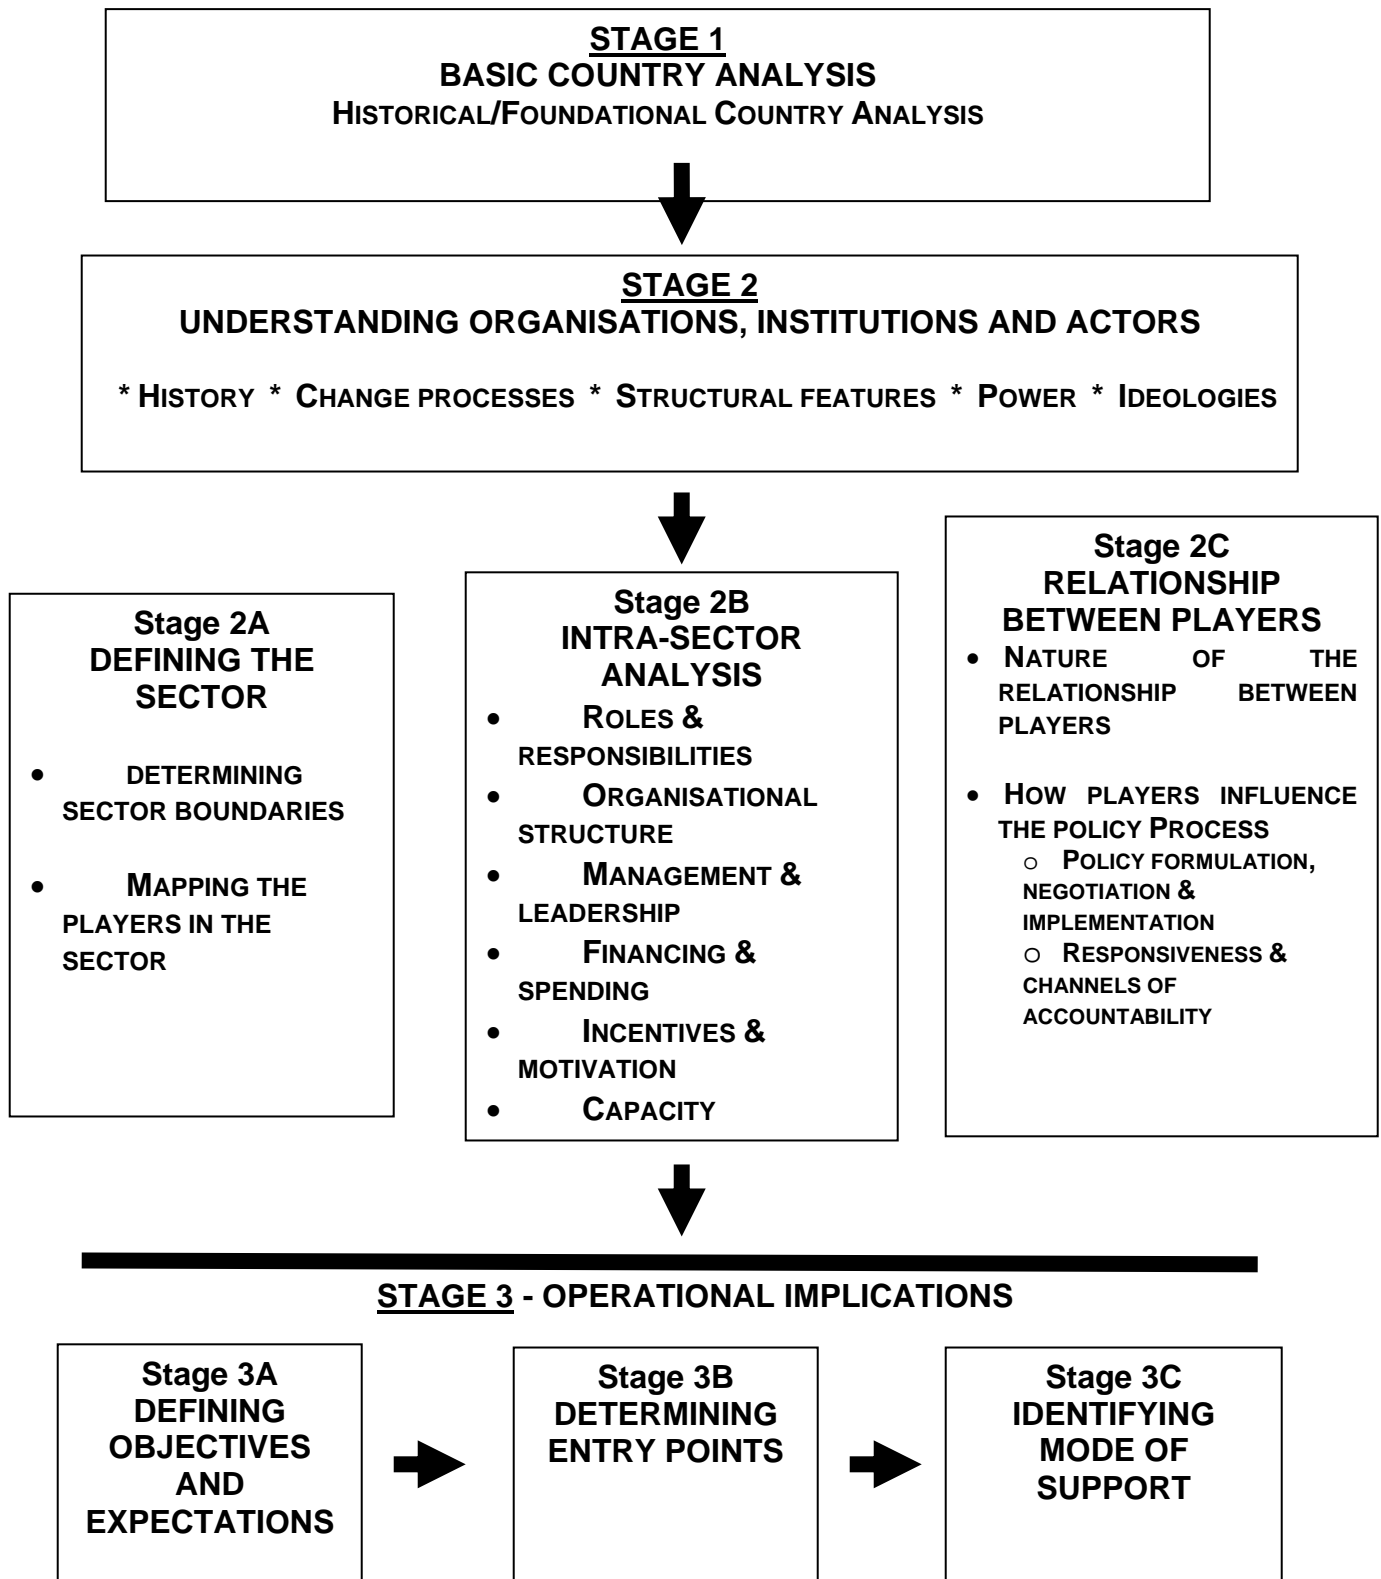 STAGE 1
BASIC COUNTRY ANALYSIS
HISTORICAL/FOUNDATIONAL COUNTRY ANALYSIS
STAGE 2
UNDERSTANDING ORGANISATIONS, INSTITUTIONS AND ACTORS
* HISTORY * CHANGE PROCESSES * STRUCTURAL FEATURES * POWER * IDEOLOGIES
Stage 2A
DEFINING THE
SECTOR
• DETERMINING
SECTOR BOUNDARIES
• MAPPING THE
PLAYERS IN THE
SECTOR
Stage 2B
INTRA-SECTOR
ANALYSIS
• ROLES &
RESPONSIBILITIES
• ORGANISATIONAL
STRUCTURE
• MANAGEMENT &
LEADERSHIP
• FINANCING &
SPENDING
• INCENTIVES &
MOTIVATION
• CAPACITY
Stage 2C
RELATIONSHIP
BETWEEN PLAYERS
• NATURE OF THE
RELATIONSHIP BETWEEN
PLAYERS
• HOW PLAYERS INFLUENCE
THE POLICY PROCESS
o POLICY FORMULATION,
NEGOTIATION &
IMPLEMENTATION
o RESPONSIVENESS &
CHANNELS OF
ACCOUNTABILITY
STAGE 3 - OPERATIONAL IMPLICATIONS
Stage 3A
DEFINING
OBJECTIVES
AND
EXPECTATIONS
Stage 3B
DETERMINING
ENTRY POINTS
Stage 3C
IDENTIFYING
MODE OF
SUPPORT